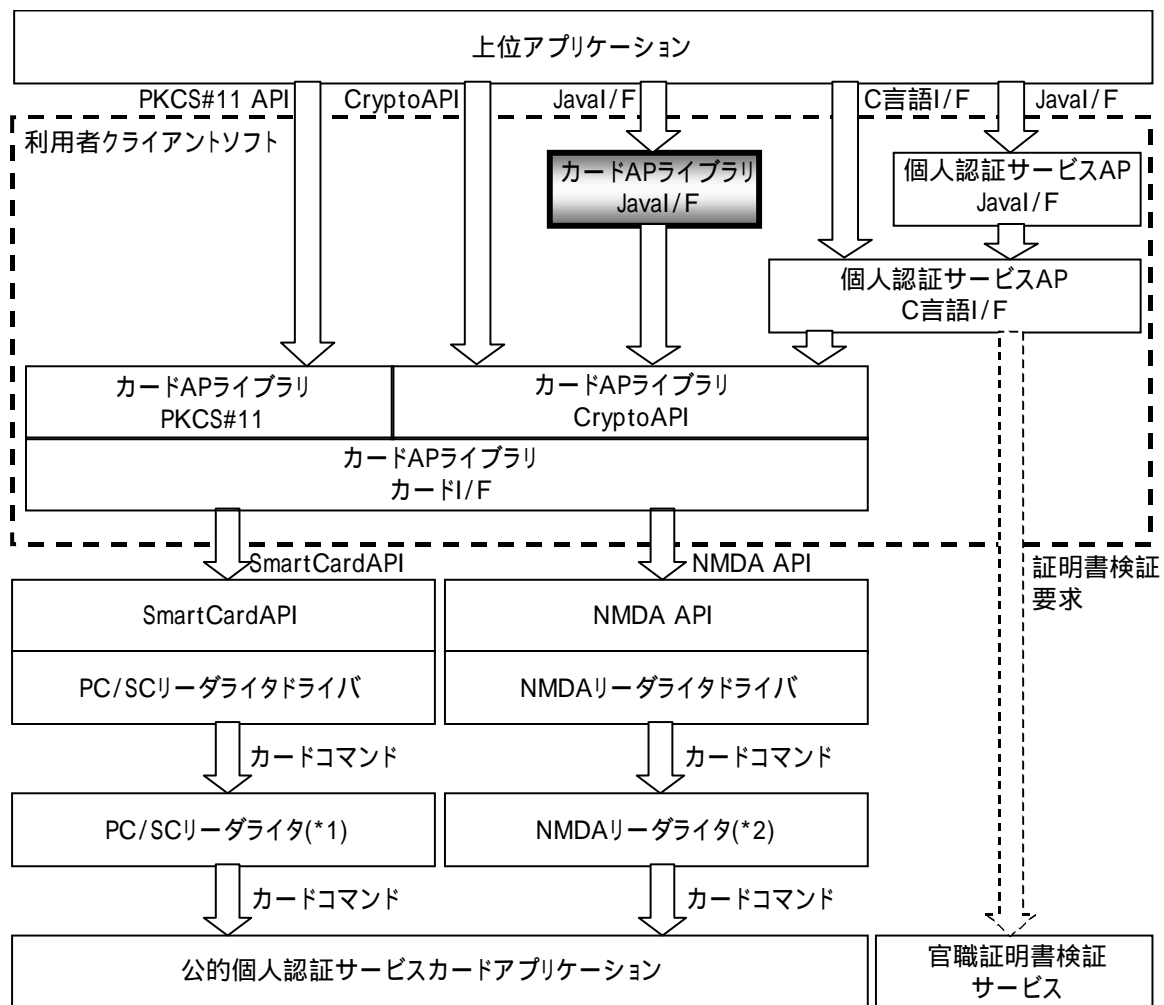 上位アプリケーション
PKCS#11 API
CryptoAPI
JavaI/F
C言語I/F
JavaI/F
利用者クライアントソフト
カードAPライブラリ
JavaI/F
個人認証サービスAP
JavaI/F
個人認証サービスAP
C言語I/F
カードAPライブラリ
PKCS#11
カードAPライブラリ
CryptoAPI
カードAPライブラリ
カードI/F
SmartCardAPI
NMDA API
証明書検証
要求
SmartCardAPI
NMDA API
PC/SCリーダライタドライバ
NMDAリーダライタドライバ
カードコマンド
カードコマンド
PC/SCリーダライタ(*1)
NMDAリーダライタ(*2)
カードコマンド
カードコマンド
公的個人認証サービスカードアプリケーション
官職証明書検証
サービス